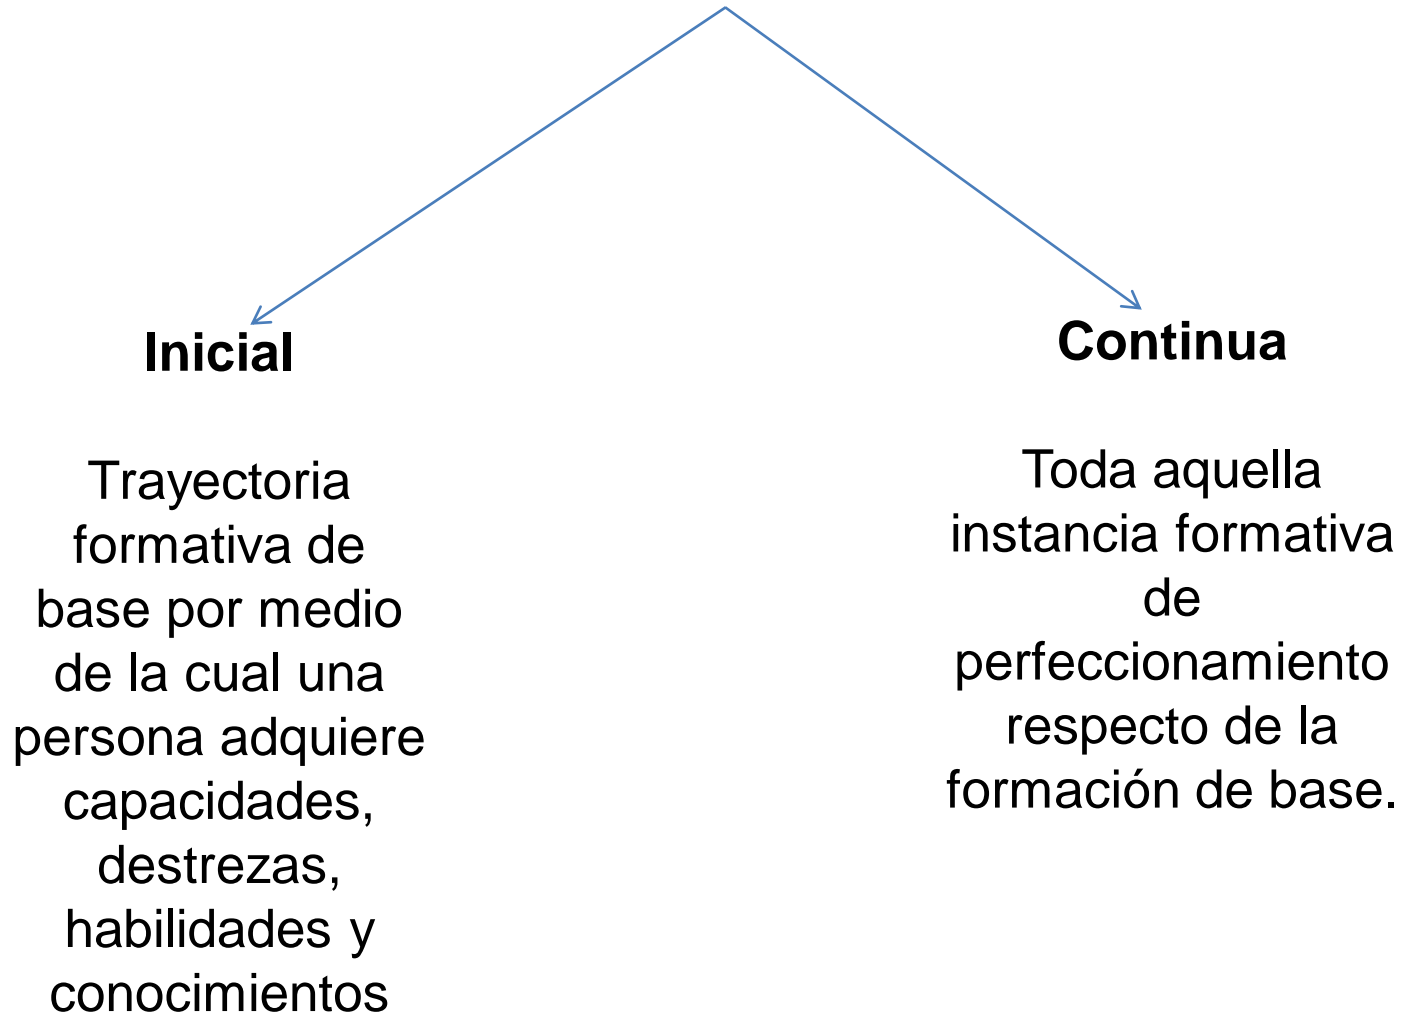 Inicial
Trayectoria
formativa de
base por medio
de la cual una
persona adquiere
capacidades,
destrezas,
habilidades y
conocimientos
Continua
Toda aquella
instancia formativa
de
perfeccionamiento
respecto de la
formación de base.